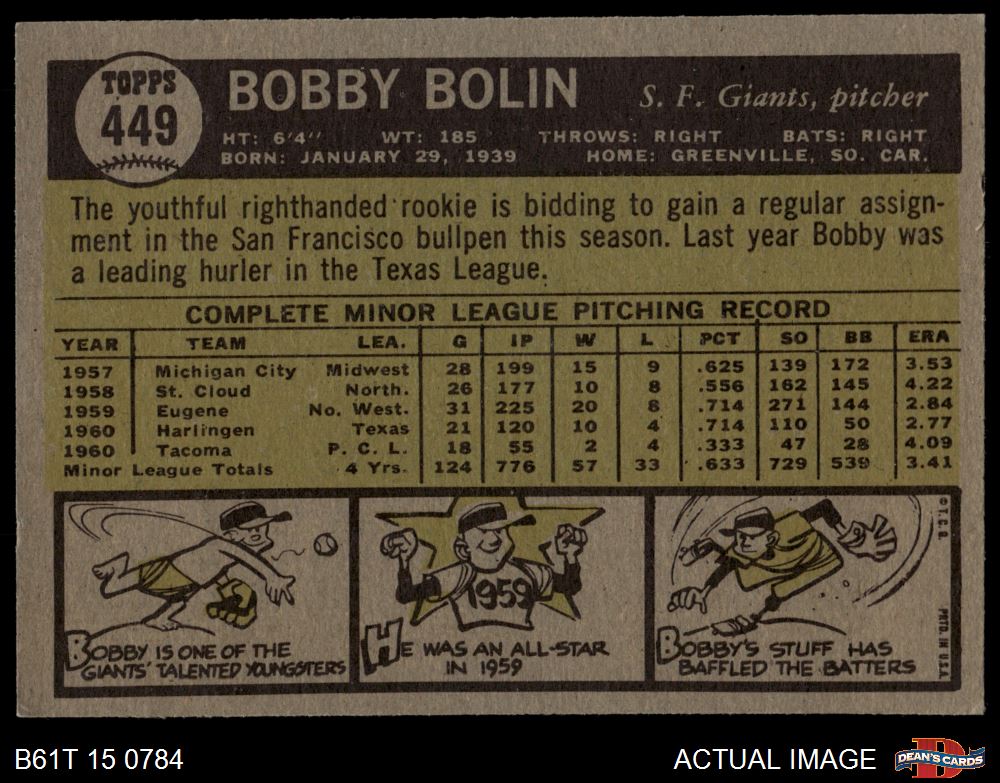 TOPPS
449
BOBBY BOLIN
S. F. Giants, pitcher
HT: 6'4" WT: 185 THROWS: RIGHT BATS: RIGHT
BORN: JANUARY 29, 1939 HOME: GREENVILLE, SO. CAR.
The youthful righthanded rookie is bidding to gain a regular assign-
ment in the San Francisco bullpen this season. Last year Bobby was
a leading hurler in the Texas League.
COMPLETE MINOR LEAGUE PITCHING RECORD
YEAR TEAM LEA. G IP W L PCT SO BB ERA
1957 Michigan City Midwest 28 199 15 9 .625 139 172 3.53
1958 St. Cloud North. 26 177 10 8 .556 162 145 4.22
1959 Eugene No. West. 31 225 20 8 .714 271 144 2.84
1960 Harlingen Texas 21 120 10 4 .714 110 50 2.77
1960 Tacoma P. C. L. 18 55 2 4 .333 47 28 4.09
Minor League Totals 4 Yrs. 124 776 57 33 .633 729 539 3.41
BOBBY IS ONE OF THE
GIANTS' TALENTED YOUNGSTERS
1959
HE WAS AN ALL-STAR
IN 1959
BOBBY'S STUFF HAS
BAFFLED THE BATTERS
© T. C. G.
PRTD. IN U.S.A.
B61T 15 0784
ACTUAL IMAGE
DEAN'S CARDS